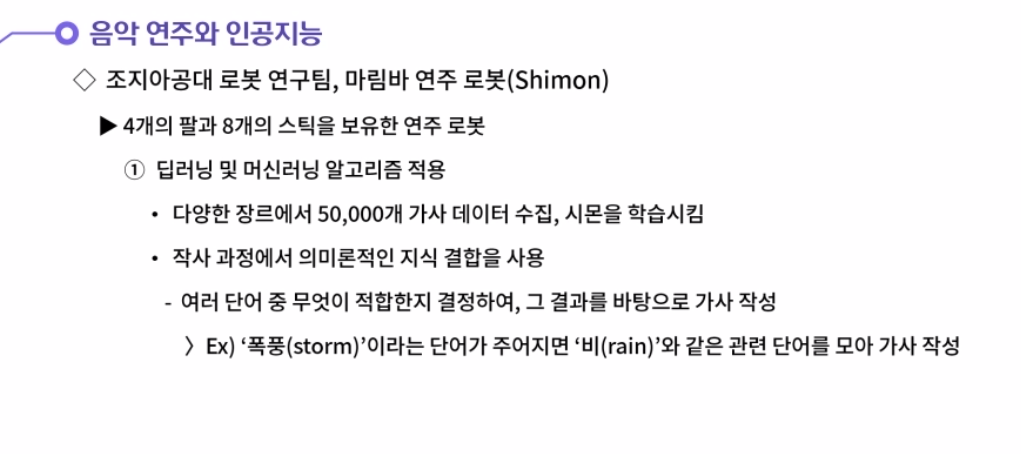 음악 연주와 인공지능
◇ 조지아공대 로봇 연구팀, 마림바 연주 로봇(Shimon)
▶ 4개의 팔과 8개의 스틱을 보유한 연주 로봇
① 딥러닝 및 머신러닝 알고리즘 적용
• 다양한 장르에서 50,000개 가사 데이터 수집, 시몬을 학습시킴
• 작사 과정에서 의미론적인 지식 결합을 사용
- 여러 단어 중 무엇이 적합한지 결정하여, 그 결과를 바탕으로 가사 작성
〉Ex) ‘폭풍(storm)’이라는 단어가 주어지면 ‘비(rain)’와 같은 관련 단어를 모아 가사 작성